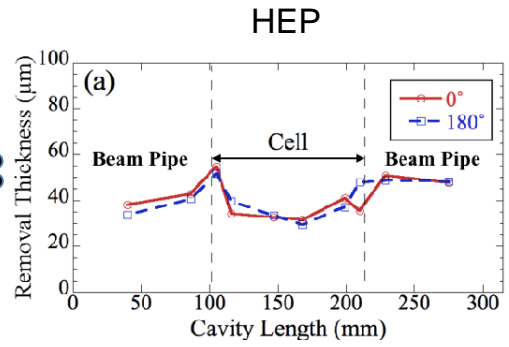 HEP
(a)
0°
180°
Cell
Beam Pipe
Beam Pipe
Removal Thickness (μm)
100
80
60
40
20
0
0
50
100
150
200
250
300
Cavity Length (mm)